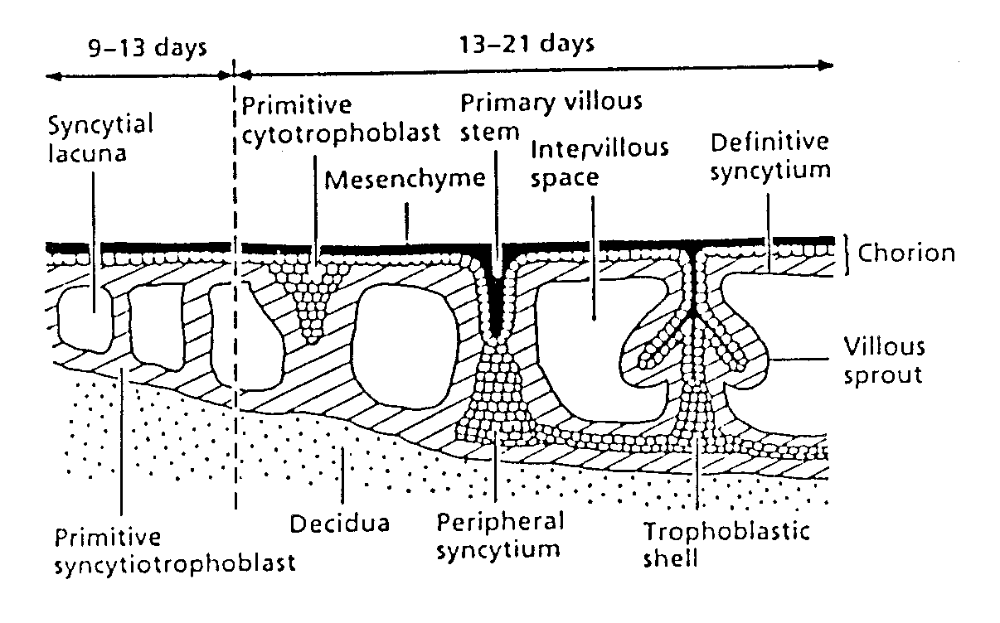 9–13 days
13–21 days
Syncytial
lacuna
Primitive
cytotrophoblast
Primary villous
stem
Mesenchyme
Intervillous
space
Definitive
syncytium
Chorion
Villous
sprout
Decidua
Peripheral
syncytium
Trophoblastic
shell
Primitive
syncytiotrophoblast